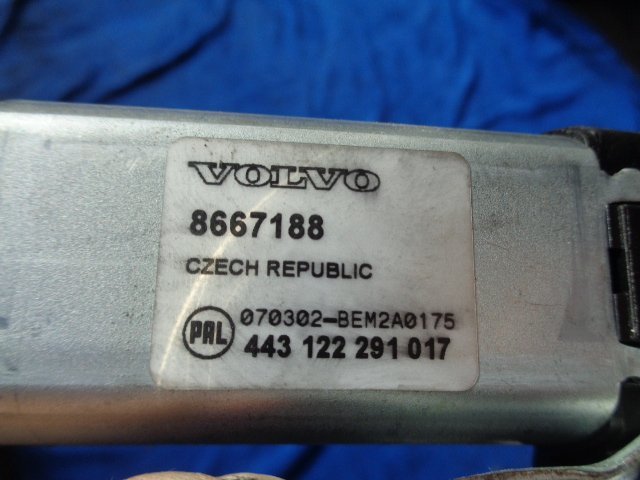 VOLVO
8667188
CZECH REPUBLIC
PAL 070302-BEM2A0175
443 122 291 017